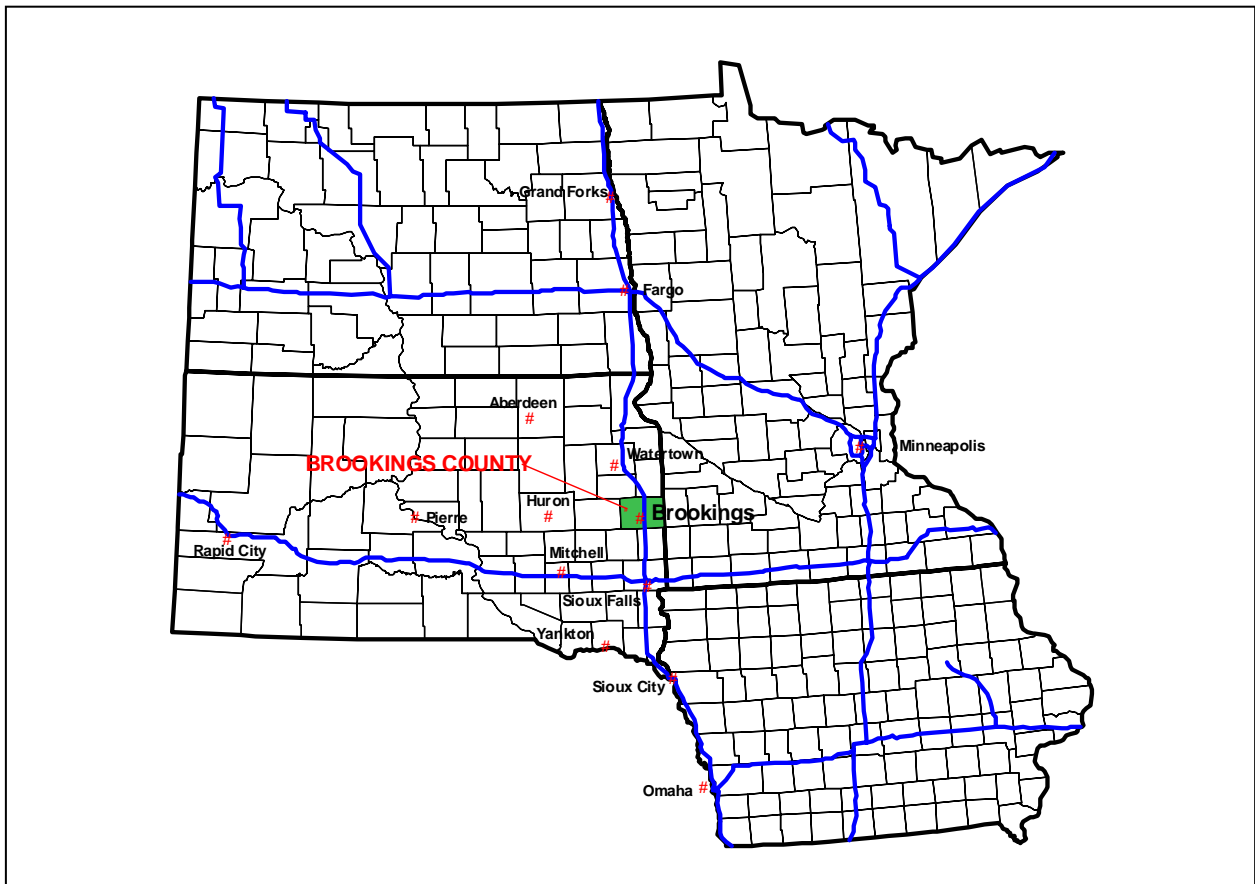 Grand Forks
Fargo
Aberdeen
Minneapolis
Watertown
BROOKINGS COUNTY
Huron
Brookings
Pierre
Rapid City
Mitchell
Sioux Falls
Yankton
Sioux City
Omaha